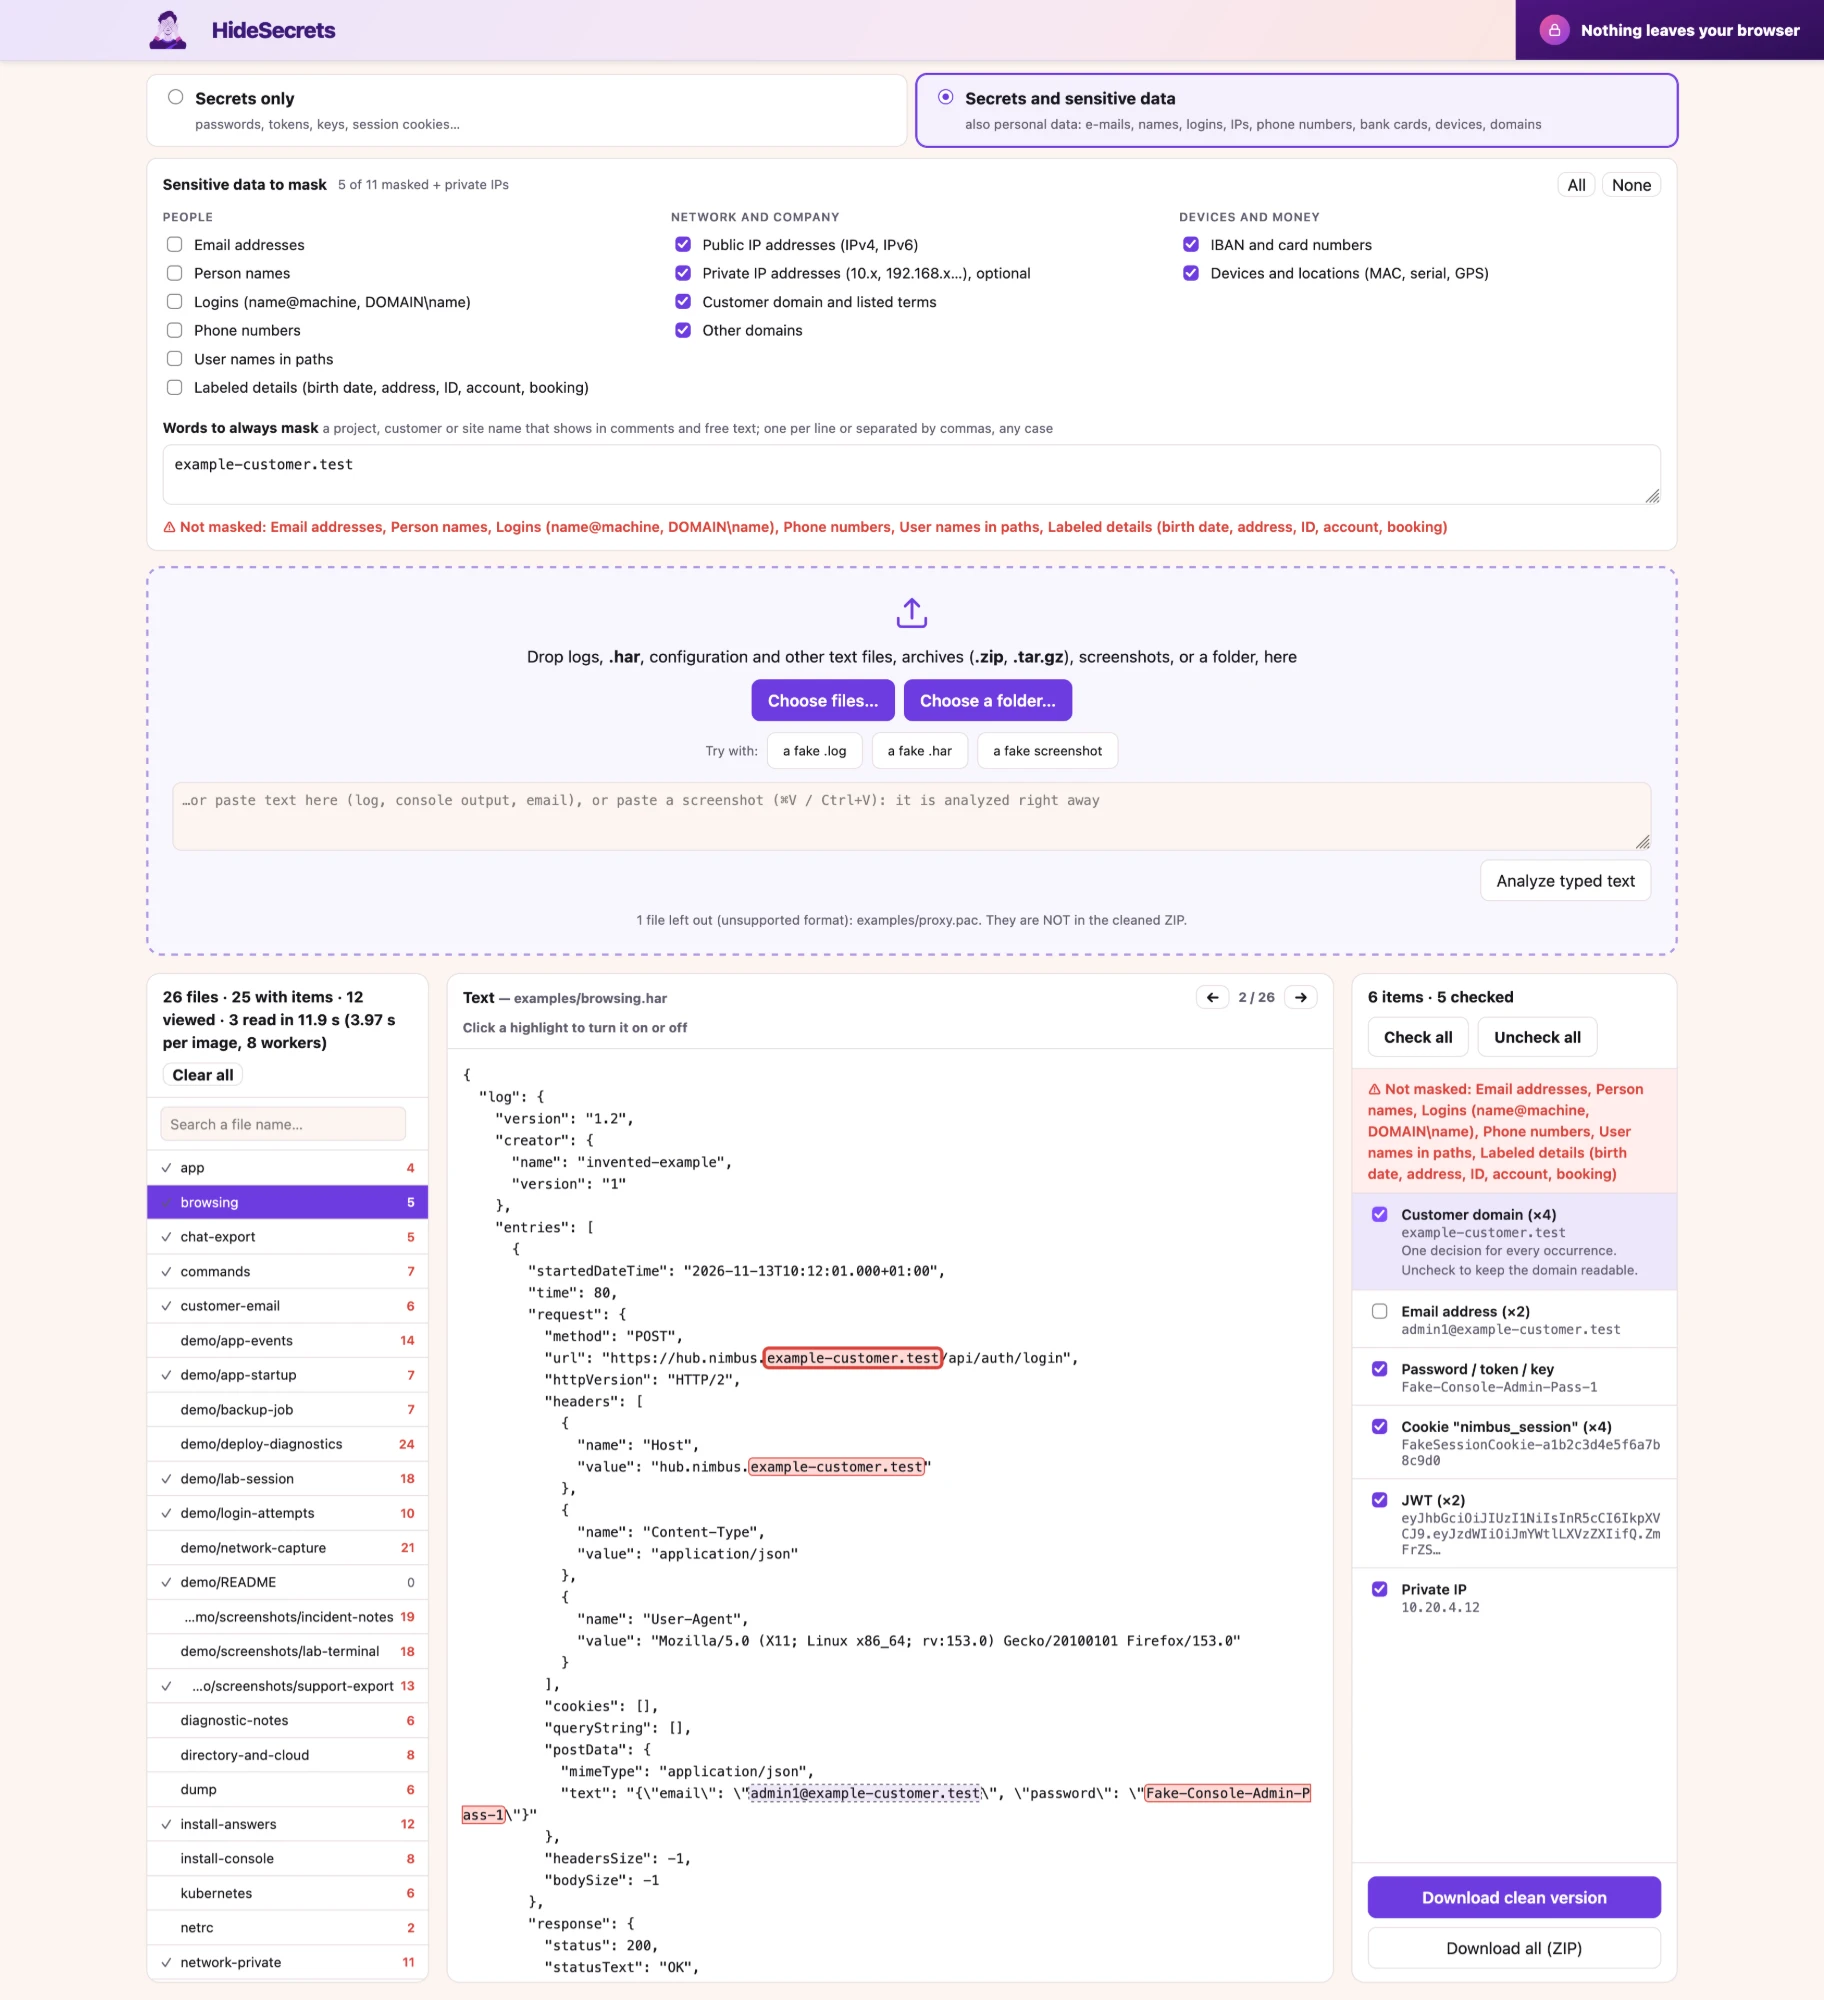 HideSecrets
Nothing leaves your browser
Secrets only
passwords, tokens, keys, session cookies...
Secrets and sensitive data
also personal data: e-mails, names, logins, IPs, phone numbers, bank cards, devices, domains
Sensitive data to mask 5 of 11 masked + private IPs
All
None
PEOPLE
Email addresses
Person names
Logins (name@machine, DOMAIN\name)
Phone numbers
User names in paths
Labeled details (birth date, address, ID, account, booking)
NETWORK AND COMPANY
Public IP addresses (IPv4, IPv6)
Private IP addresses (10.x, 192.168.x...), optional
Customer domain and listed terms
Other domains
DEVICES AND MONEY
IBAN and card numbers
Devices and locations (MAC, serial, GPS)
Words to always mask a project, customer or site name that shows in comments and free text; one per line or separated by commas, any case
example-customer.test
⚠ Not masked: Email addresses, Person names, Logins (name@machine, DOMAIN\name), Phone numbers, User names in paths, Labeled details (birth date, address, ID, account, booking)
Drop logs, .har, configuration and other text files, archives (.zip, .tar.gz), screenshots, or a folder, here
Choose files...
Choose a folder...
Try with:
a fake .log
a fake .har
a fake screenshot
…or paste text here (log, console output, email), or paste a screenshot (⌘V / Ctrl+V): it is analyzed right away
Analyze typed text
1 file left out (unsupported format): examples/proxy.pac. They are NOT in the cleaned ZIP.
26 files · 25 with items · 12
viewed · 3 read in 11.9 s (3.97 s
per image, 8 workers)
Clear all
Search a file name...
✓ app 4
browsing 5
✓ chat-export 5
✓ commands 7
✓ customer-email 6
demo/app-events 14
✓ demo/app-startup 7
demo/backup-job 7
demo/deploy-diagnostics 24
✓ demo/lab-session 18
✓ demo/login-attempts 10
demo/network-capture 21
✓ demo/README 0
...mo/screenshots/incident-notes 19
demo/screenshots/lab-terminal 18
✓ ...o/screenshots/support-export 13
diagnostic-notes 6
directory-and-cloud 8
dump 6
✓ install-answers 12
install-console 8
kubernetes 6
netrc 2
✓ network-private 11
Text — examples/browsing.har
← 2 / 26 →
Click a highlight to turn it on or off
{
"log": {
"version": "1.2",
"creator": {
"name": "invented-example",
"version": "1"
},
"entries": [
{
"startedDateTime": "2026-11-13T10:12:01.000+01:00",
"time": 80,
"request": {
"method": "POST",
"url": "https://hub.nimbus.example-customer.test/api/auth/login",
"httpVersion": "HTTP/2",
"headers": [
{
"name": "Host",
"value": "hub.nimbus.example-customer.test"
},
{
"name": "Content-Type",
"value": "application/json"
},
{
"name": "User-Agent",
"value": "Mozilla/5.0 (X11; Linux x86_64; rv:153.0) Gecko/20100101 Firefox/153.0"
}
],
"cookies": [],
"queryString": [],
"postData": {
"mimeType": "application/json",
"text": "{\"email\": \"admin1@example-customer.test\", \"password\": \"Fake-Console-Admin-P
ass-1\"}"
},
"headersSize": -1,
"bodySize": -1
},
"response": {
"status": 200,
"statusText": "OK",
6 items · 5 checked
Check all
Uncheck all
⚠ Not masked: Email addresses, Person
names, Logins (name@machine,
DOMAIN\name), Phone numbers, User
names in paths, Labeled details (birth
date, address, ID, account, booking)
Customer domain (×4)
example-customer.test
One decision for every occurrence.
Uncheck to keep the domain readable.
Email address (×2)
admin1@example-customer.test
Password / token / key
Fake-Console-Admin-Pass-1
Cookie "nimbus_session" (×4)
FakeSessionCookie-a1b2c3d4e5f6a7b
8c9d0
JWT (×2)
eyJhbGciOiJIUzI1NiIsInR5cCI6IkpXV
CJ9.eyJzdWIiOiJmYWtlLXVzZXIifQ.Zm
FrZS…
Private IP
10.20.4.12
Download clean version
Download all (ZIP)